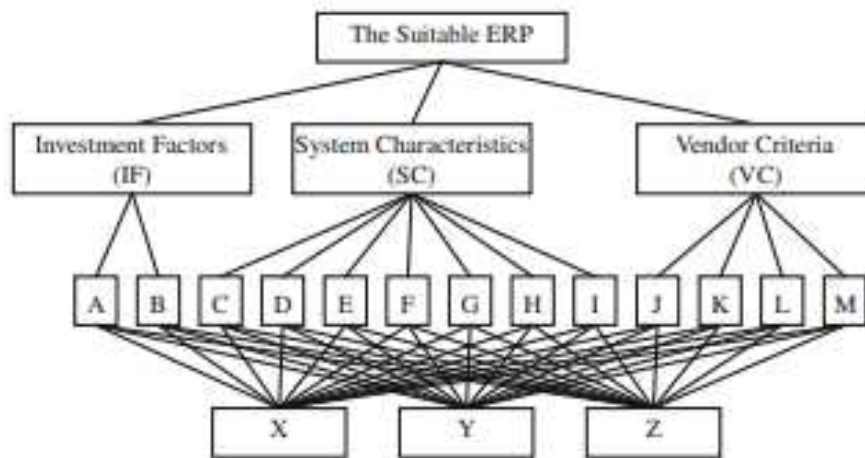 The Suitable ERP
Investment Factors
(IF)
System Characteristics
(SC)
Vendor Criteria
(VC)
A B C D E F G H I J K L M
X Y Z